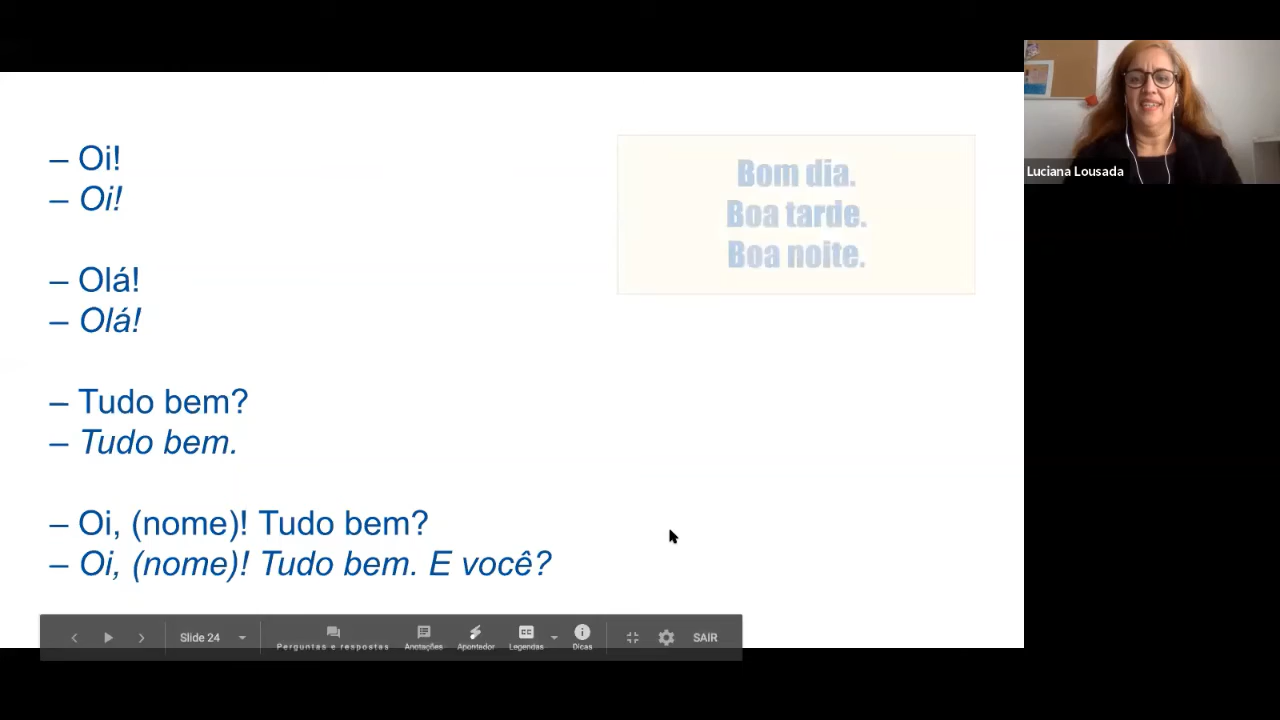 – Oi!
– Oi!
– Olá!
– Olá!
– Tudo bem?
– Tudo bem.
– Oi, (nome)! Tudo bem?
– Oi, (nome)! Tudo bem. E você?
Bom dia.
Boa tarde.
Boa noite.
Luciana Lousada
Slide 24
Perguntas e respostas
Anotações
Apontador
CC
Legendas
Dicas
SAIR